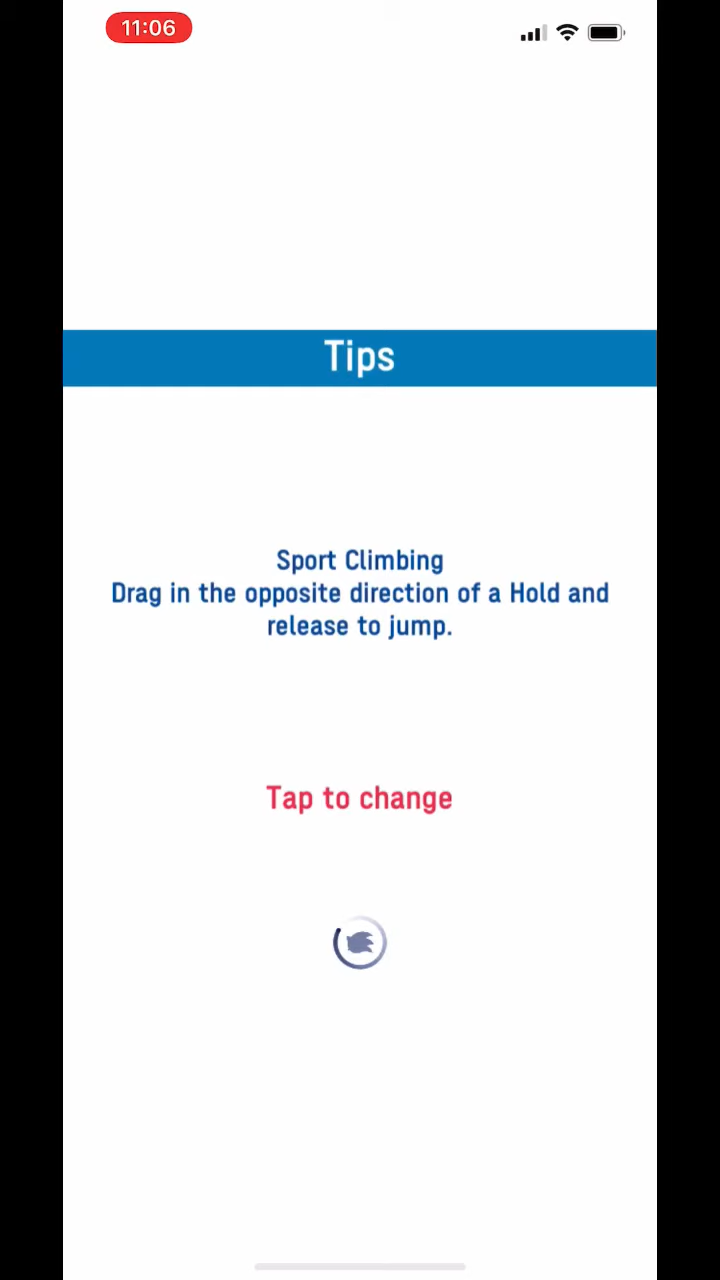 11:06
Tips
Sport Climbing
Drag in the opposite direction of a Hold and
release to jump.
Tap to change